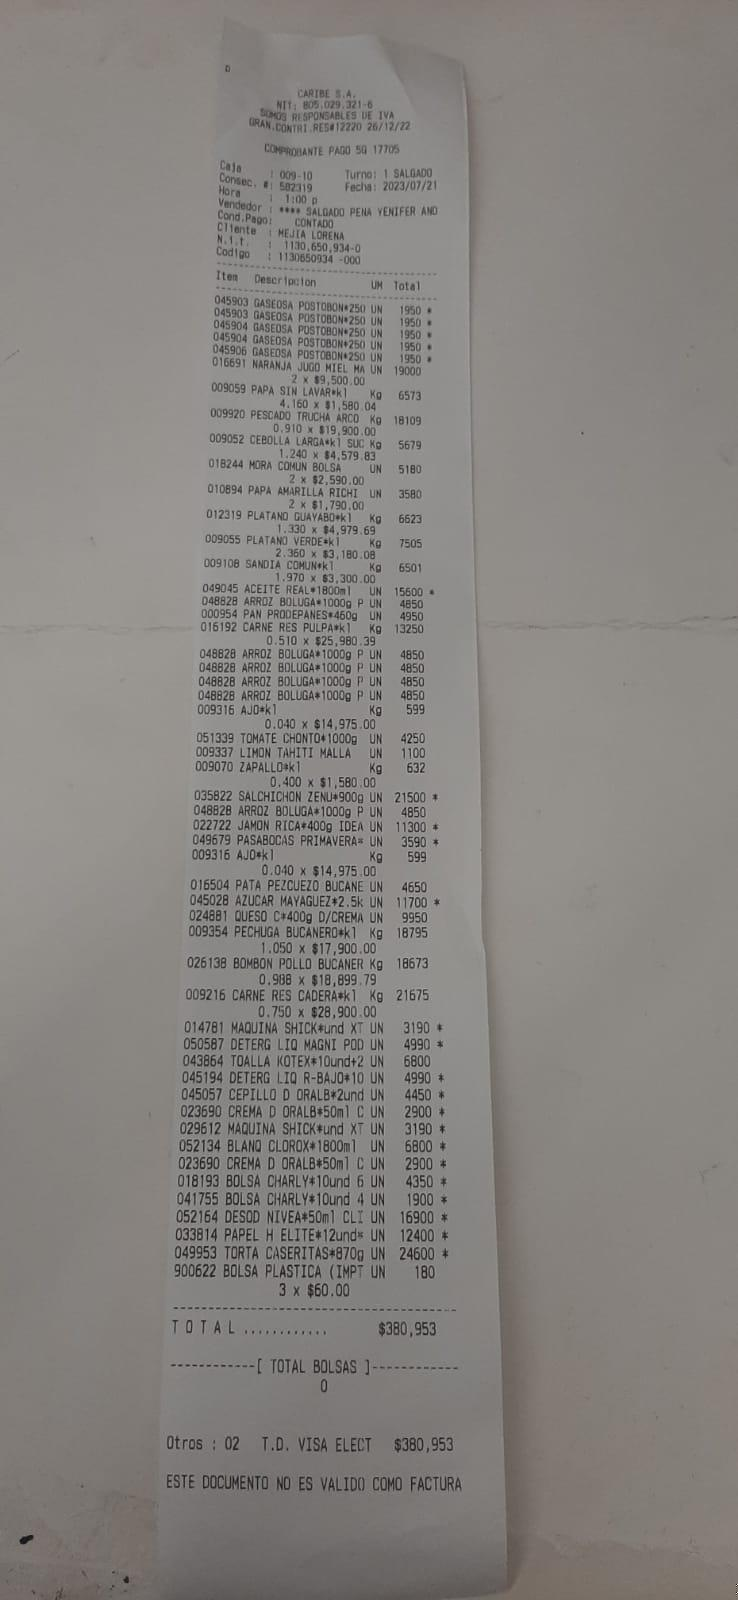 D
CARIBE S.A.
NIT: 805.029.321-6
SOMOS RESPONSABLES DE IVA
GRAN.CONTRI.RES#12220 26/12/22
COMPROBANTE PAGO 5Q 17705
Caja : 009-10 Turno: 1 SALGADO
Consec. #: 582319 Fecha: 2023/07/21
Hora : 1:00 p
Vendedor : **** SALGADO PENA YENIFER AND
Cond.Pago: CONTADO
Cliente : MEJIA LORENA
N.i.t. : 1130,650,934-0
Codigo : 1130650934 -000
Item Descripcion UM Total
045903 GASEOSA POSTOBON*250 UN 1950 *
045903 GASEOSA POSTOBON*250 UN 1950 *
045904 GASEOSA POSTOBON*250 UN 1950 *
045904 GASEOSA POSTOBON*250 UN 1950 *
045906 GASEOSA POSTOBON*250 UN 1950 *
016691 NARANJA JUGO MIEL MA UN 19000
2 x $9,500.00
009059 PAPA SIN LAVAR*kl Kg 6573
4.160 x $1,580.04
009920 PESCADO TRUCHA ARCO Kg 18109
0.910 x $19,900.00
009052 CEBOLLA LARGA*kl SUC Kg 5679
1.240 x $4,579.83
018244 MORA COMUN BOLSA UN 5180
2 x $2,590.00
010894 PAPA AMARILLA RICHI UN 3580
2 x $1,790.00
012319 PLATANO GUAYABO*kl Kg 6623
1.330 x $4,979.69
009055 PLATANO VERDE*kl Kg 7505
2.360 x $3,180.08
009108 SANDIA COMUN*kl Kg 6501
1.970 x $3,300.00
049045 ACEITE REAL*1800ml UN 15600 *
048828 ARROZ BOLUGA*1000g P UN 4850
000954 PAN PRODEPANES*460g UN 4950
016192 CARNE RES PULPA*kl Kg 13250
0.510 x $25,980.39
048828 ARROZ BOLUGA*1000g P UN 4850
048828 ARROZ BOLUGA*1000g P UN 4850
048828 ARROZ BOLUGA*1000g P UN 4850
048828 ARROZ BOLUGA*1000g P UN 4850
009316 AJO*kl Kg 599
0.040 x $14,975.00
051339 TOMATE CHONTO*1000g UN 4250
009337 LIMON TAHITI MALLA UN 1100
009070 ZAPALLO*kl Kg 632
0.400 x $1,580.00
035822 SALCHICHON ZENU*900g UN 21500 *
048828 ARROZ BOLUGA*1000g P UN 4850
022722 JAMON RICA*400g IDEA UN 11300 *
049679 PASABOCAS PRIMAVERA* UN 3590 *
009316 AJO*kl Kg 599
0.040 x $14,975.00
016504 PATA PEZCUEZO BUCANE UN 4650
045028 AZUCAR MAYAGUEZ*2.5k UN 11700 *
024881 QUESO C*400g D/CREMA UN 9950
009354 PECHUGA BUCANERO*kl Kg 18795
1.050 x $17,900.00
026138 BOMBON POLLO BUCANER Kg 18673
0.988 x $18,899.79
009216 CARNE RES CADERA*kl Kg 21675
0.750 x $28,900.00
014781 MAQUINA SHICK*und XT UN 3190 *
050587 DETERG LIQ MAGNI POD UN 4990 *
043864 TOALLA KOTEX*10und+2 UN 6800
045194 DETERG LIQ R-BAJO*10 UN 4990 *
045057 CEPILLO D ORALB*2und UN 4450 *
023690 CREMA D ORALB*50ml C UN 2900 *
029612 MAQUINA SHICK*und XT UN 3190 *
052134 BLANQ CLOROX*1800ml UN 6800 *
023690 CREMA D ORALB*50ml C UN 2900 *
018193 BOLSA CHARLY*10und 6 UN 4350 *
041755 BOLSA CHARLY*10und 4 UN 1900 *
052164 DESOD NIVEA*50ml CLI UN 16900 *
033814 PAPEL H ELITE*12und* UN 12400 *
049953 TORTA CASERITAS*870g UN 24600 *
900622 BOLSA PLASTICA (IMPT UN 180
3 x $60.00
T O T A L ............ $380,953
------------[ TOTAL BOLSAS ]------------
0
Otros : 02 T.D. VISA ELECT $380,953
ESTE DOCUMENTO NO ES VALIDO COMO FACTURA